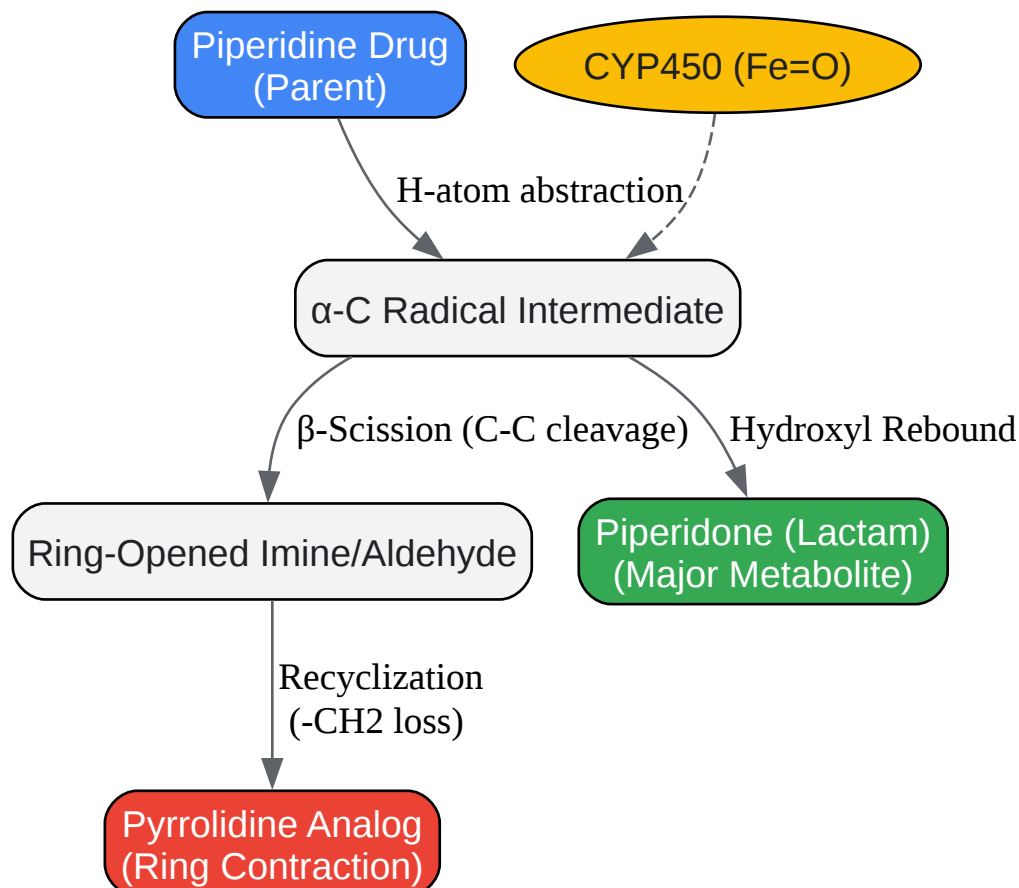 Piperidine Drug
(Parent)
CYP450 (Fe=O)
H-atom abstraction
α-C Radical Intermediate
β-Scission (C-C cleavage)
Hydroxyl Rebound
Ring-Opened Imine/Aldehyde
Piperidone (Lactam)
(Major Metabolite)
Recyclization
(-CH2 loss)
Pyrrolidine Analog
(Ring Contraction)